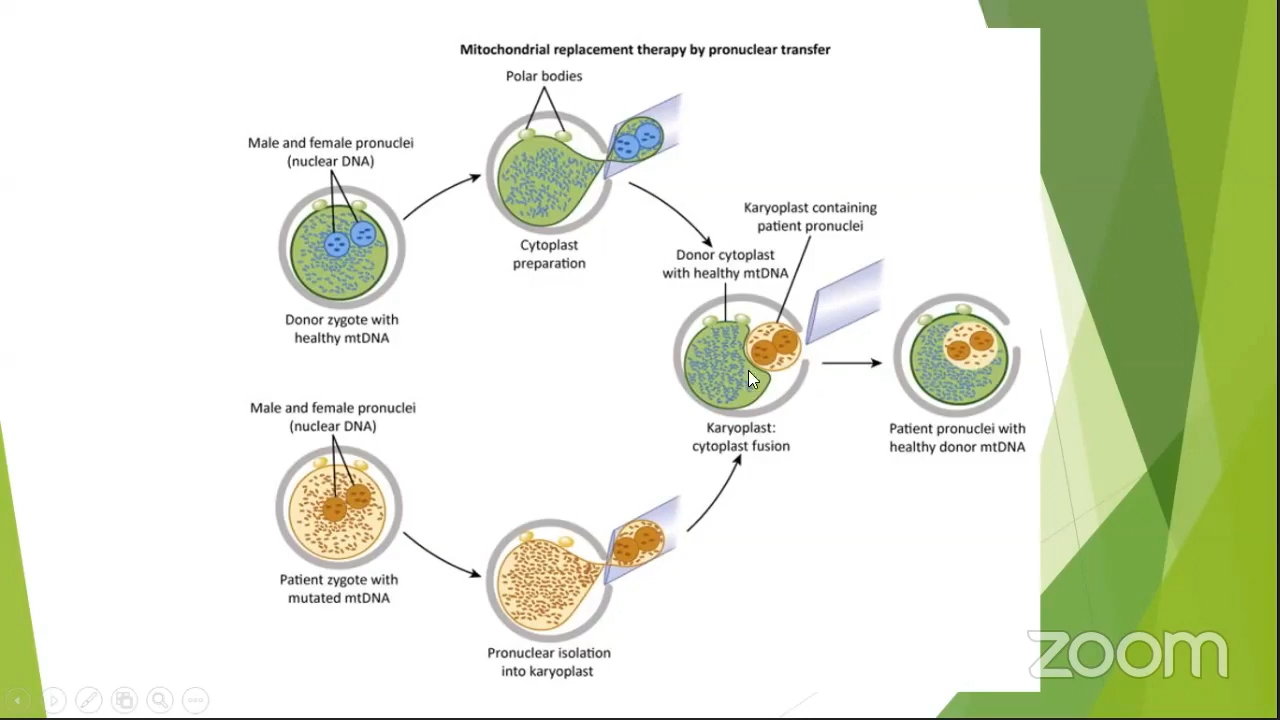 Mitochondrial replacement therapy by pronuclear transfer
Polar bodies
Male and female pronuclei
(nuclear DNA)
Cytoplast
preparation
Donor zygote with
healthy mtDNA
Karyoplast containing
patient pronuclei
Donor cytoplast
with healthy mtDNA
Karyoplast:
cytoplast fusion
Patient pronuclei with
healthy donor mtDNA
Male and female pronuclei
(nuclear DNA)
Patient zygote with
mutated mtDNA
Pronuclear isolation
into karyoplast
zoom